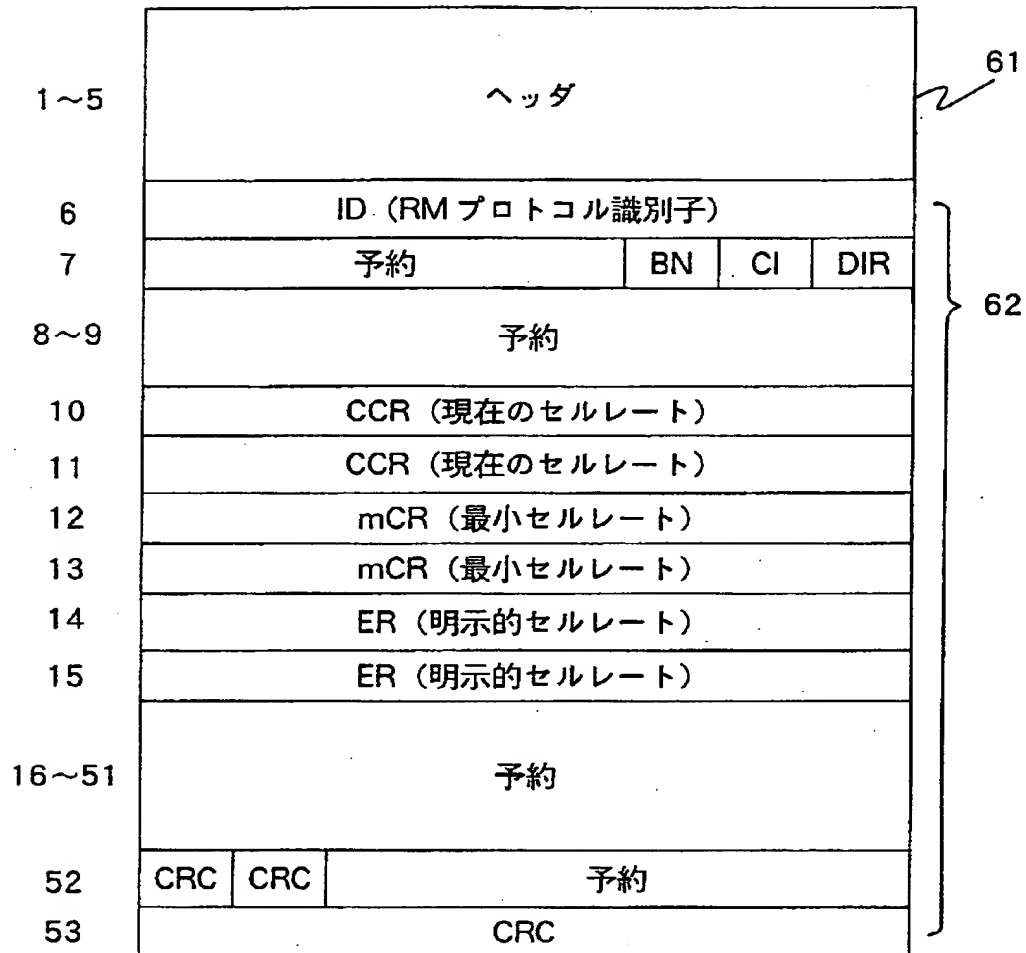 1～5 ヘッダ 61
6 ID (RMプロトコル識別子)
7 予約 BN CI DIR
62
8～9 予約
10 CCR (現在のセルレート)
11 CCR (現在のセルレート)
12 mCR (最小セルレート)
13 mCR (最小セルレート)
14 ER (明示的セルレート)
15 ER (明示的セルレート)
16～51 予約
52 CRC CRC 予約
53 CRC